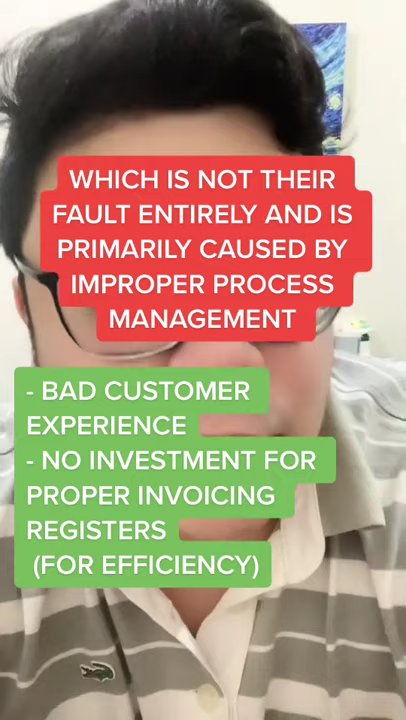 WHICH IS NOT THEIR
FAULT ENTIRELY AND IS
PRIMARILY CAUSED BY
IMPROPER PROCESS
MANAGEMENT
- BAD CUSTOMER
EXPERIENCE
- NO INVESTMENT FOR
PROPER INVOICING
REGISTERS
(FOR EFFICIENCY)